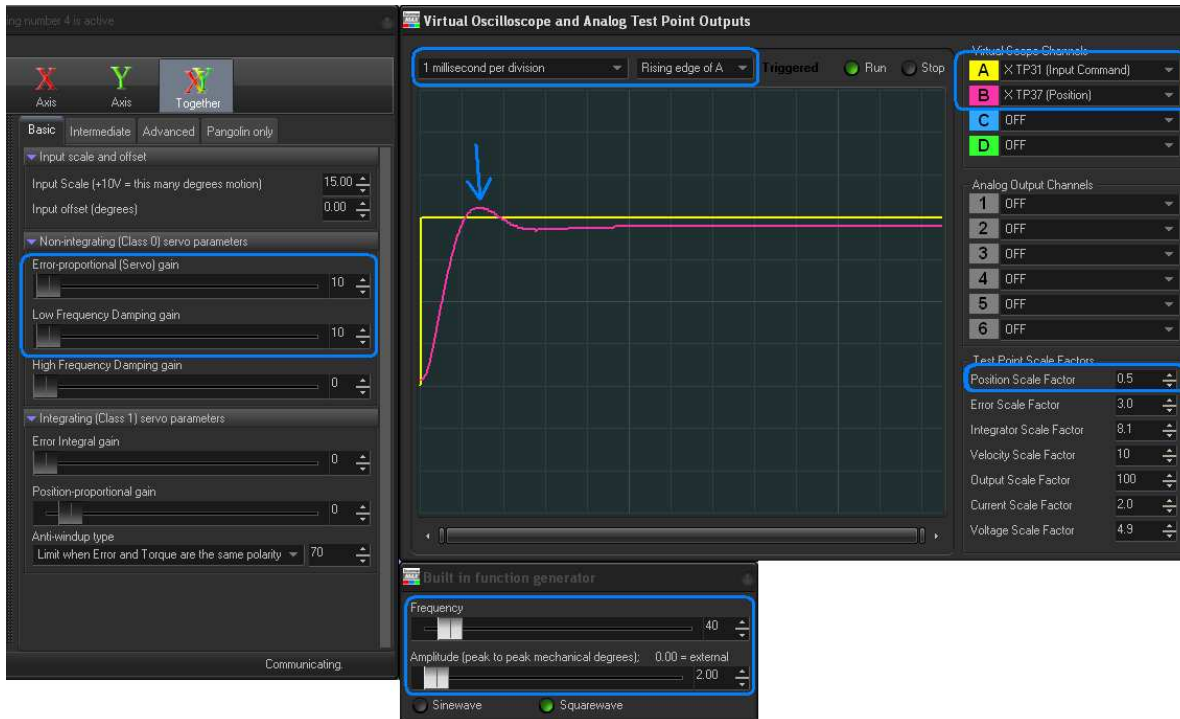 ng number 4 is active
X
Axis
Y
Axis
XY
Together
Basic Intermediate Advanced Pangolin only
Input scale and offset
Input Scale (+10V = this many degrees motion) 15.00
Input offset (degrees) 0.00
Non-integrating (Class 0) servo parameters
Error-proportional (Servo) gain
10
Low Frequency Damping gain
10
High Frequency Damping gain
0
Integrating (Class 1) servo parameters
Error Integral gain
0
Position-proportional gain
0
Anti-windup type
Limit when Error and Torque are the same polarity 70
Communicating.
Virtual Oscilloscope and Analog Test Point Outputs
1 millisecond per division Rising edge of A Triggered Run Stop
Virtual Scope Channels
A X TP31 (Input Command)
B X TP37 (Position)
C OFF
D OFF
Analog Output Channels
1 OFF
2 OFF
3 OFF
4 OFF
5 OFF
6 OFF
Test Point Scale Factors
Position Scale Factor 0.5
Error Scale Factor 3.0
Integrator Scale Factor 8.1
Velocity Scale Factor 10
Output Scale Factor 100
Current Scale Factor 2.0
Voltage Scale Factor 4.9
Built in function generator
Frequency
40
Amplitude (peak to peak mechanical degrees); 0.00 = external
2.00
Sinewave Squarewave